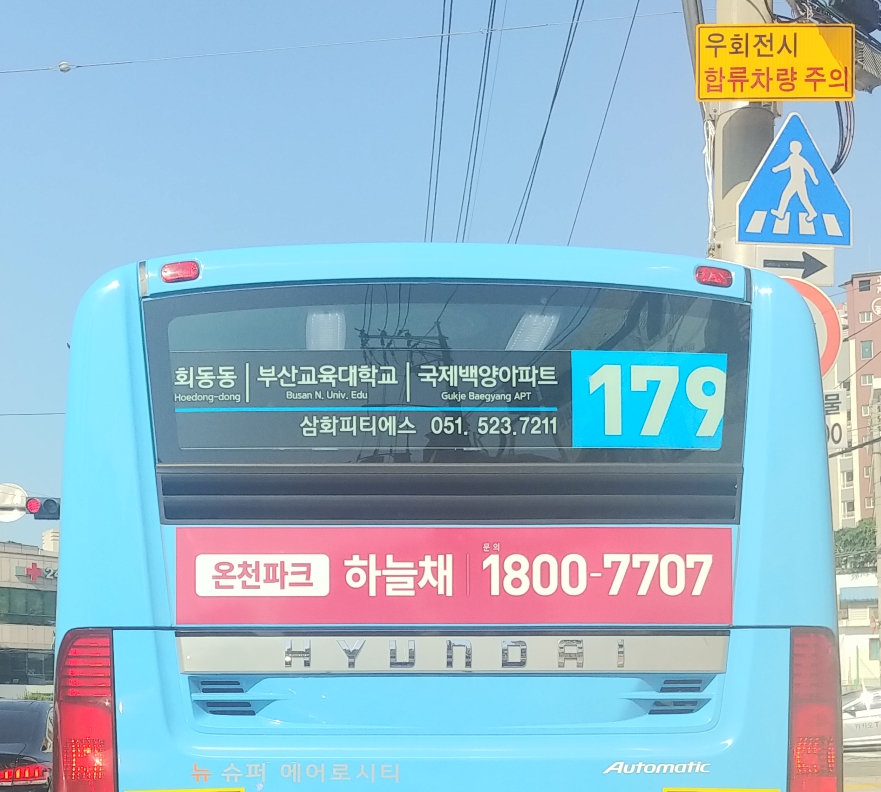 우회전시
합류차량 주의
회동동 | 부산교육대학교 | 국제백양아파트
Hoedong-dong Busan N. Univ. Edu Gukje Baegyang APT
삼화피티에스 051. 523.7211
179
문의
온천파크 하늘채 | 1800-7707
HYUNDAI
뉴 슈퍼 에어로시티
Automatic